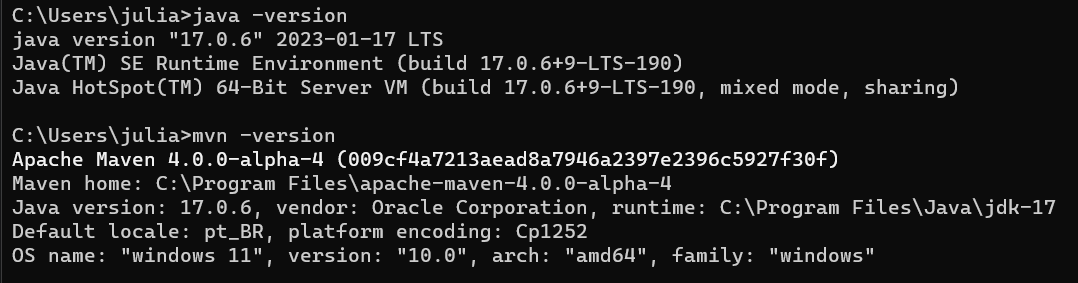 C:\Users\julia>java -version
java version "17.0.6" 2023-01-17 LTS
Java(TM) SE Runtime Environment (build 17.0.6+9-LTS-190)
Java HotSpot(TM) 64-Bit Server VM (build 17.0.6+9-LTS-190, mixed mode, sharing)
C:\Users\julia>mvn -version
Apache Maven 4.0.0-alpha-4 (009cf4a7213aead8a7946a2397e2396c5927f30f)
Maven home: C:\Program Files\apache-maven-4.0.0-alpha-4
Java version: 17.0.6, vendor: Oracle Corporation, runtime: C:\Program Files\Java\jdk-17
Default locale: pt_BR, platform encoding: Cp1252
OS name: "windows 11", version: "10.0", arch: "amd64", family: "windows"